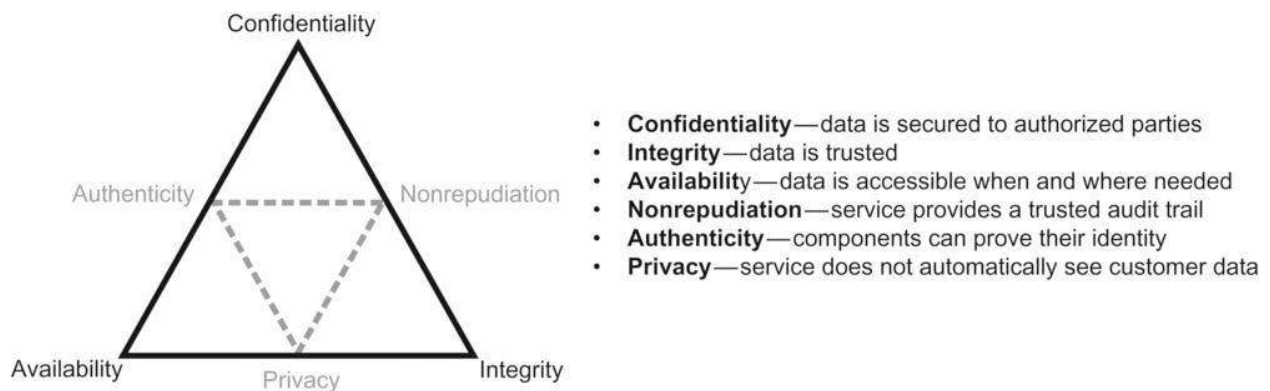 Confidentiality
Authenticity
Nonrepudiation
Availability
Privacy
Integrity
• Confidentiality—data is secured to authorized parties
• Integrity—data is trusted
• Availability—data is accessible when and where needed
• Nonrepudiation—service provides a trusted audit trail
• Authenticity—components can prove their identity
• Privacy—service does not automatically see customer data